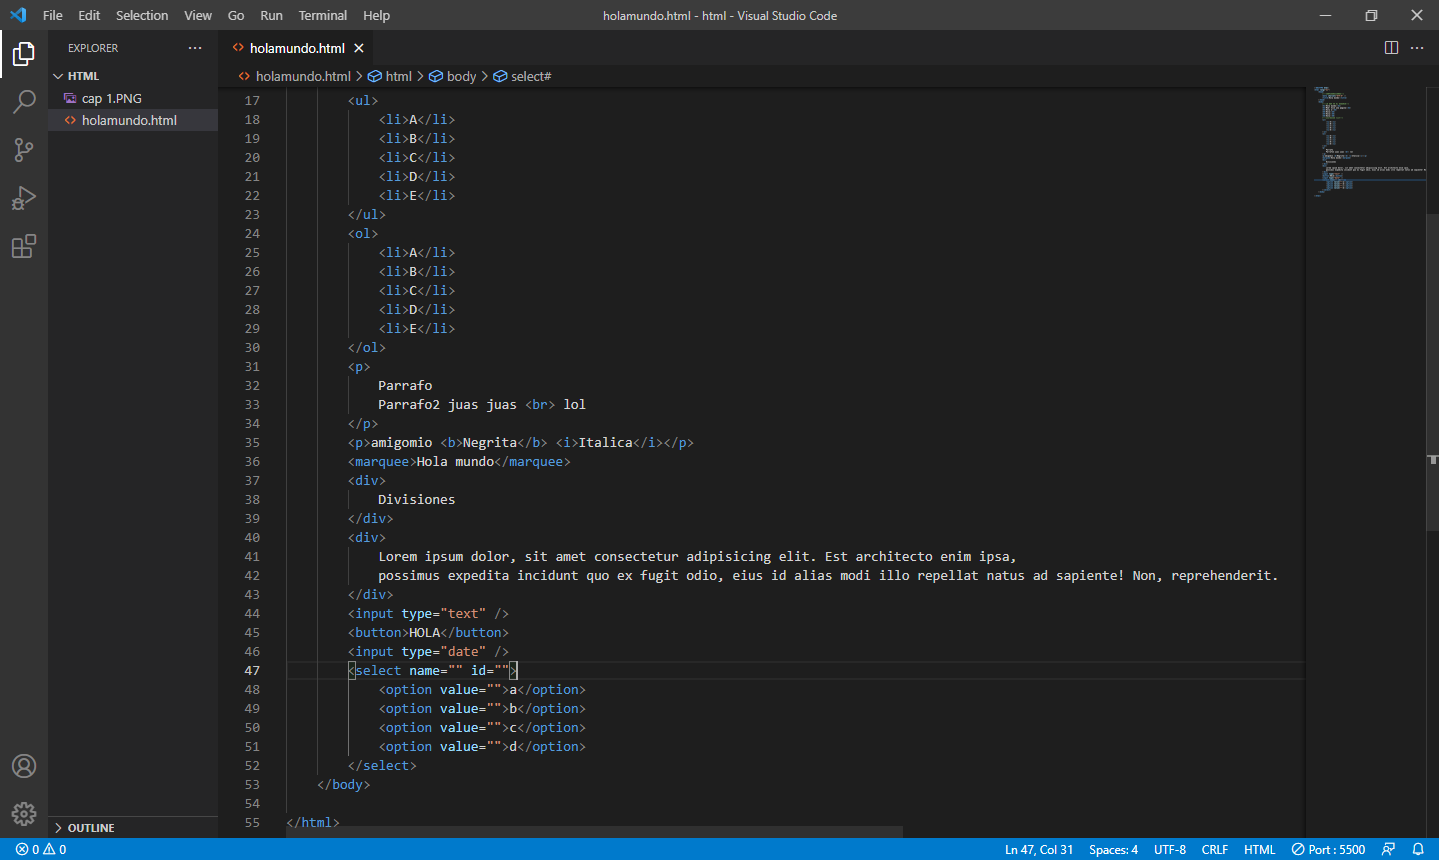 File Edit Selection View Go Run Terminal Help holamundo.html - html - Visual Studio Code
EXPLORER ···
HTML
cap 1.PNG
holamundo.html
holamundo.html
holamundo.html > html > body > select#
17 <ul>
18 <li>A</li>
19 <li>B</li>
20 <li>C</li>
21 <li>D</li>
22 <li>E</li>
23 </ul>
24 <ol>
25 <li>A</li>
26 <li>B</li>
27 <li>C</li>
28 <li>D</li>
29 <li>E</li>
30 </ol>
31 <p>
32 Parrafo
33 Parrafo2 juas juas <br> lol
34 </p>
35 <p>amigomio <b>Negrita</b> <i>Italica</i></p>
36 <marquee>Hola mundo</marquee>
37 <div>
38 Divisiones
39 </div>
40 <div>
41 Lorem ipsum dolor, sit amet consectetur adipisicing elit. Est architecto enim ipsa,
42 possimus expedita incidunt quo ex fugit odio, eius id alias modi illo repellat natus ad sapiente! Non, reprehenderit.
43 </div>
44 <input type="text" />
45 <button>HOLA</button>
46 <input type="date" />
47 <select name="" id="">
48 <option value="">a</option>
49 <option value="">b</option>
50 <option value="">c</option>
51 <option value="">d</option>
52 </select>
53 </body>
54
55 </html>
OUTLINE
0 0 Ln 47, Col 31 Spaces: 4 UTF-8 CRLF HTML Port : 5500